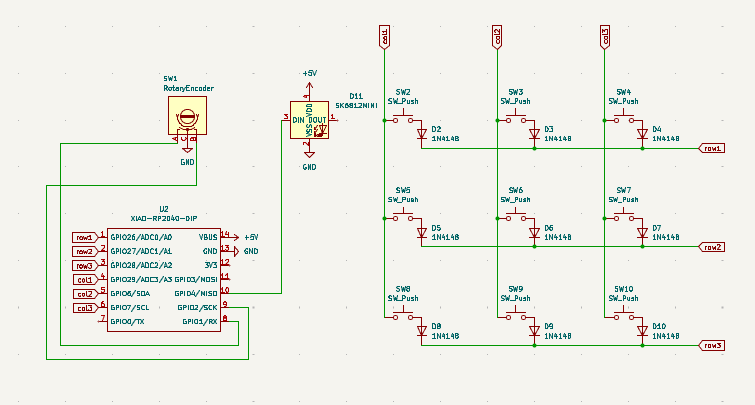 col1
col2
col3
SW1
RotaryEncoder
A
C
B
GND
+5V
D11
SK6812MINI
4
VDD
3
DIN
DOUT
1
VSS
2
GND
SW2
SW_Push
D2
1N4148
SW3
SW_Push
D3
1N4148
SW4
SW_Push
D4
1N4148
row1
SW5
SW_Push
D5
1N4148
SW6
SW_Push
D6
1N4148
SW7
SW_Push
D7
1N4148
row2
SW8
SW_Push
D8
1N4148
SW9
SW_Push
D9
1N4148
SW10
SW_Push
D10
1N4148
row3
U2
XIAO-RP2040-DIP
row1 1 GPIO26/ADC0/A0 VBUS 14 +5V
row2 2 GPIO27/ADC1/A1 GND 13 GND
row3 3 GPIO28/ADC2/A2 3V3 12
col1 4 GPIO29/ADC3/A3 GPIO3/MOSI 11
col2 5 GPIO6/SDA GPIO4/MISO 10
col3 6 GPIO7/SCL GPIO2/SCK 9
7 GPIO0/TX GPIO1/RX 8